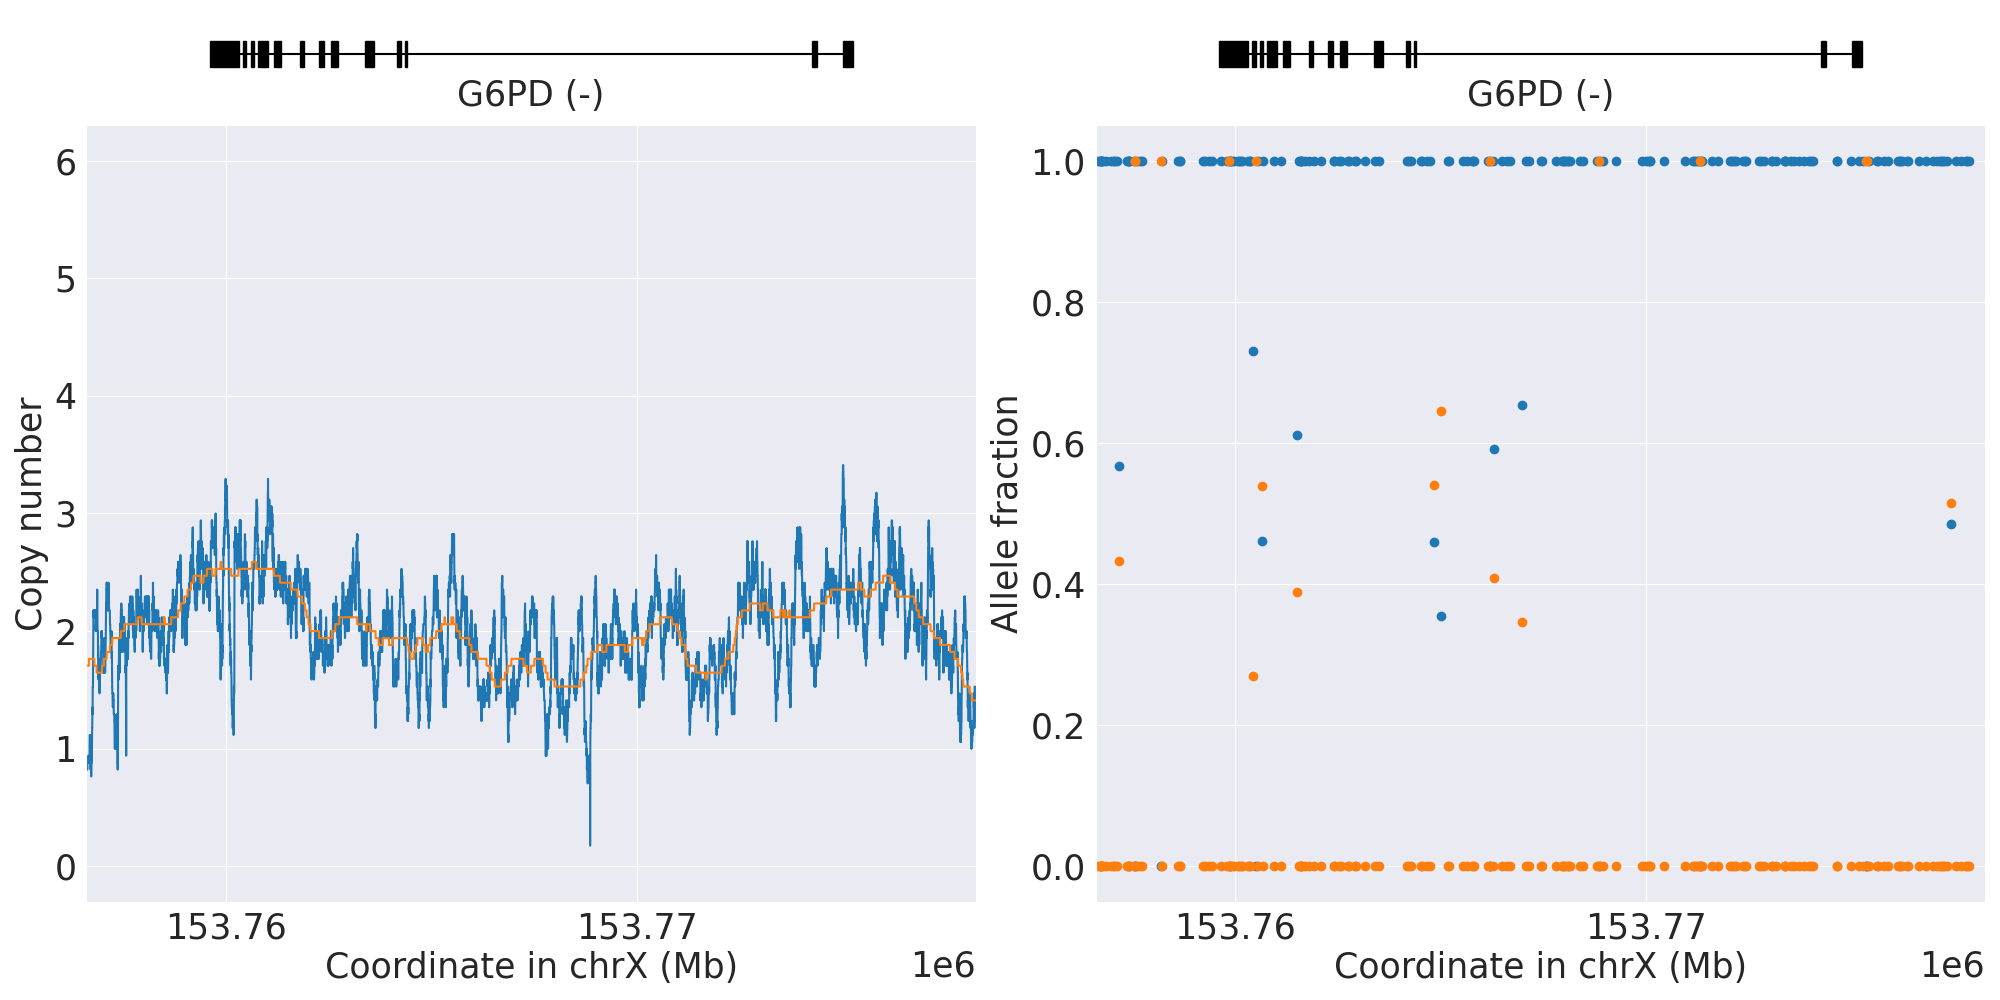 G6PD (-)
6
5
4
3
2
1
0
Copy number
153.76
153.77
Coordinate in chrX (Mb)
1e6
G6PD (-)
1.0
0.8
0.6
0.4
0.2
0.0
Allele fraction
153.76
153.77
Coordinate in chrX (Mb)
1e6